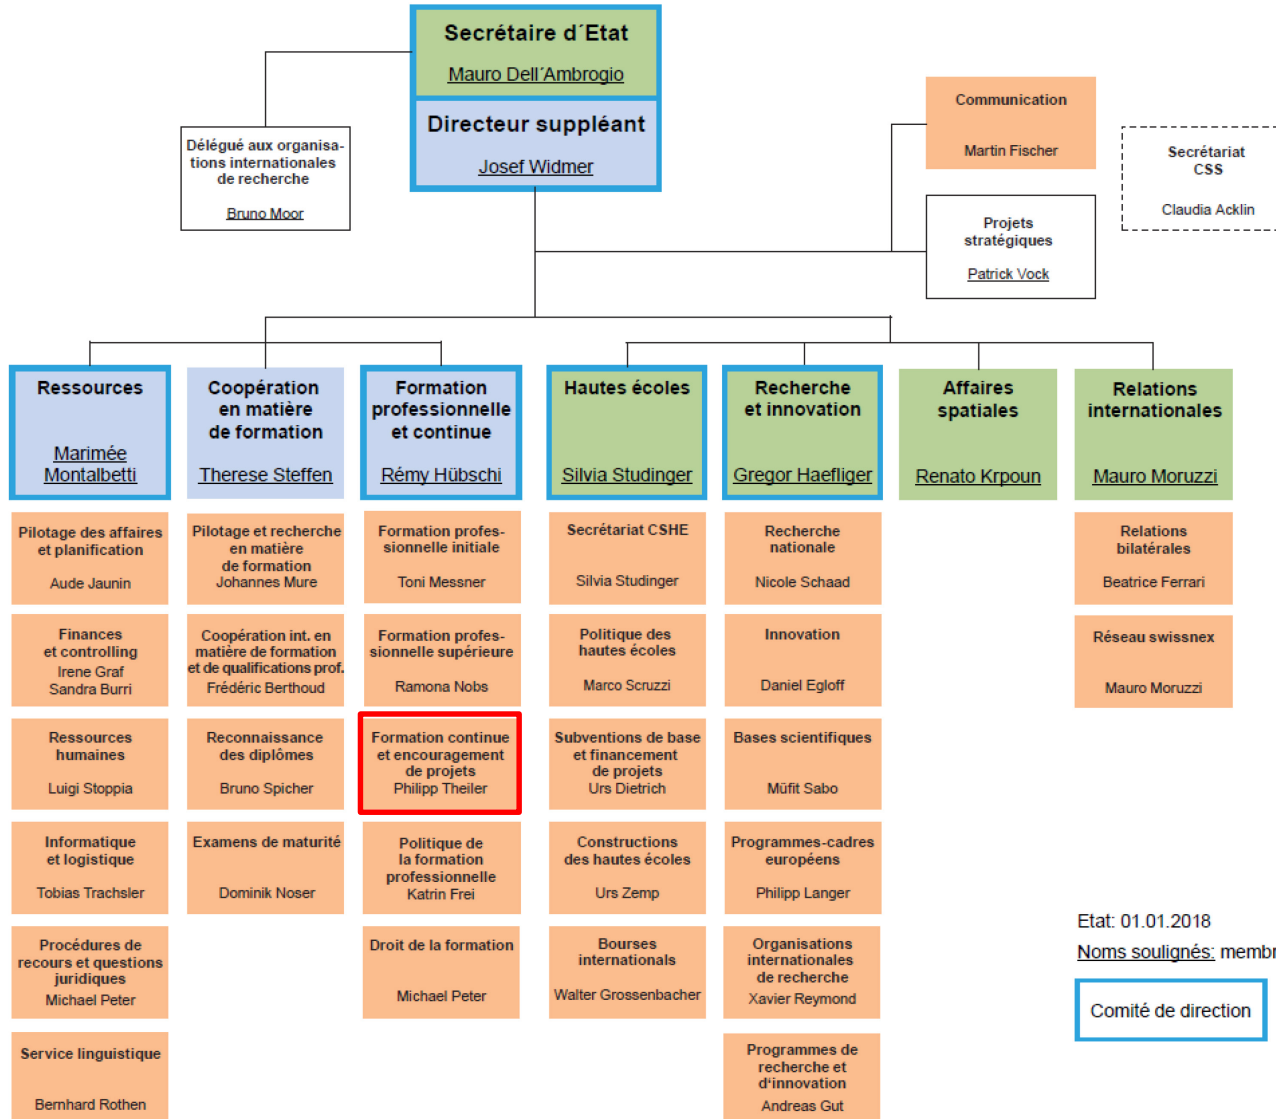 Secrétaire d´Etat
Mauro Dell´Ambrogio
Directeur suppléant
Josef Widmer
Délégué aux organisa-
tions internationales
de recherche
Bruno Moor
Communication
Martin Fischer
Secrétariat
CSS
Claudia Acklin
Projets
stratégiques
Patrick Vock
Ressources
Marimée
Montalbetti
Coopération
en matière
de formation
Therese Steffen
Formation
professionnelle
et continue
Rémy Hübschi
Hautes écoles
Silvia Studinger
Recherche
et innovation
Gregor Haefliger
Affaires
spatiales
Renato Krpoun
Relations
internationales
Mauro Moruzzi
Pilotage des affaires
et planification
Aude Jaunin
Finances
et controlling
Irene Graf
Sandra Burri
Ressources
humaines
Luigi Stoppia
Informatique
et logistique
Tobias Trachsler
Procédures de
recours et questions
juridiques
Michael Peter
Service linguistique
Bernhard Rothen
Pilotage et recherche
en matière
de formation
Johannes Mure
Coopération int. en
matière de formation
et de qualifications prof.
Frédéric Berthoud
Reconnaissance
des diplômes
Bruno Spicher
Examens de maturité
Dominik Noser
Formation profes-
sionnelle initiale
Toni Messner
Formation profes-
sionnelle supérieure
Ramona Nobs
Formation continue
et encouragement
de projets
Philipp Theiler
Politique de
la formation
professionnelle
Katrin Frei
Droit de la formation
Michael Peter
Secrétariat CSHE
Silvia Studinger
Politique des
hautes écoles
Marco Scruzzi
Subventions de base
et financement
de projets
Urs Dietrich
Constructions
des hautes écoles
Urs Zemp
Bourses
internationals
Walter Grossenbacher
Recherche
nationale
Nicole Schaad
Innovation
Daniel Egloff
Bases scientifiques
Müfit Sabo
Programmes-cadres
européens
Philipp Langer
Organisations
internationales
de recherche
Xavier Reymond
Programmes de
recherche et
d'innovation
Andreas Gut
Relations
bilatérales
Beatrice Ferrari
Réseau swissnex
Mauro Moruzzi
Etat: 01.01.2018
Noms soulignés: membr
Comité de direction